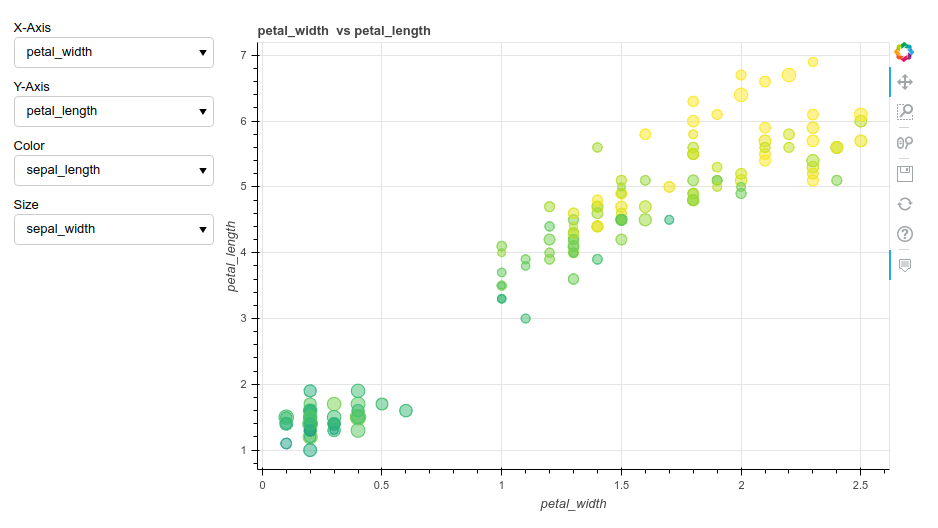 X-Axis
petal_width
Y-Axis
petal_length
Color
sepal_length
Size
sepal_width
petal_width  vs petal_length
7
6
5
4
3
2
1
petal_length
0
0.5
1
1.5
2
2.5
petal_width